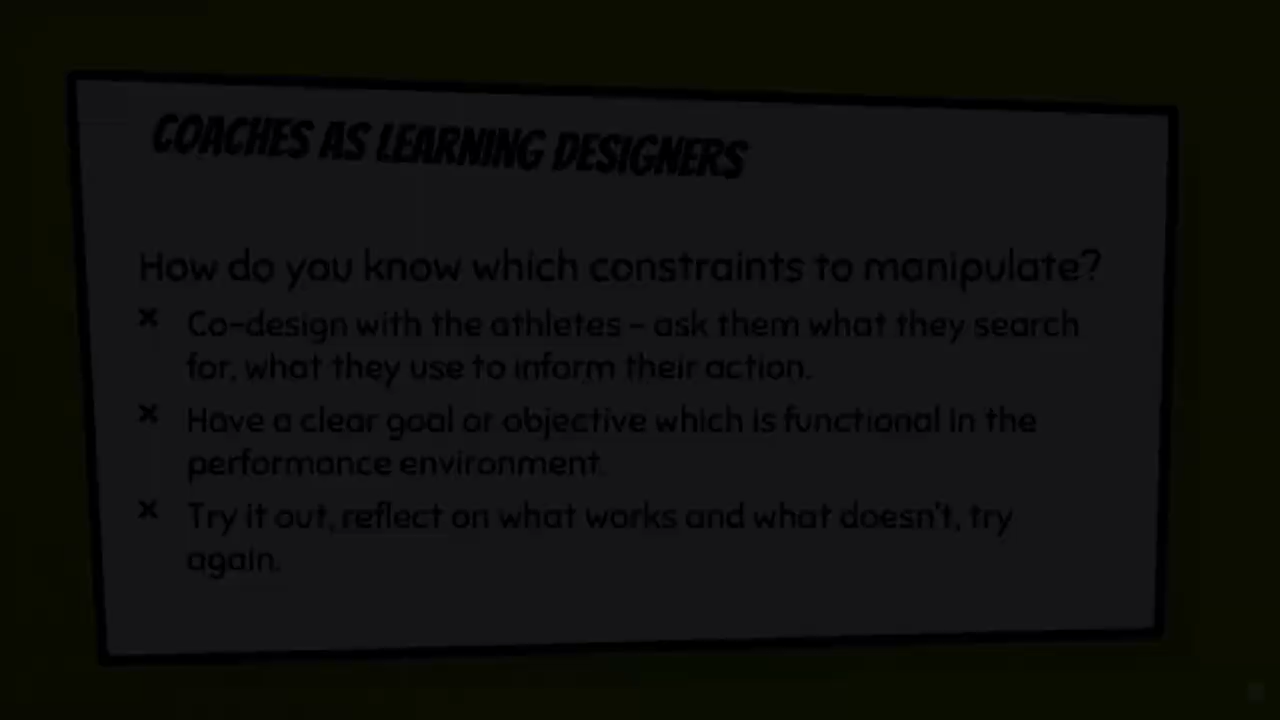 COACHES AS LEARNING DESIGNERS
How do you know which constraints to manipulate?
× Co-design with the athletes – ask them what they search
for, what they use to inform their action.
× Have a clear goal or objective which is functional in the
performance environment.
× Try it out, reflect on what works and what doesn't, try
again.